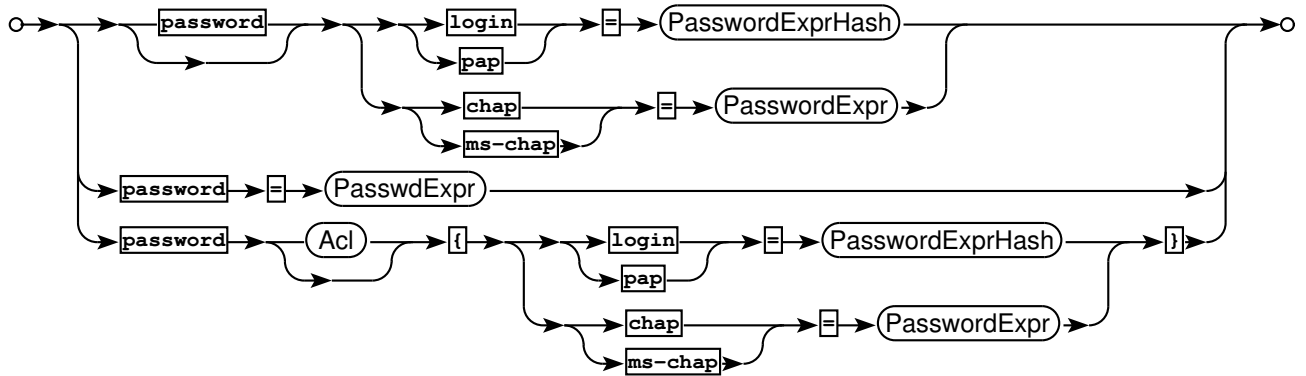 password login = PasswordExprHash
pap
chap = PasswordExpr
ms-chap
password = PasswdExpr
password Acl { login = PasswordExprHash }
pap
chap = PasswordExpr
ms-chap